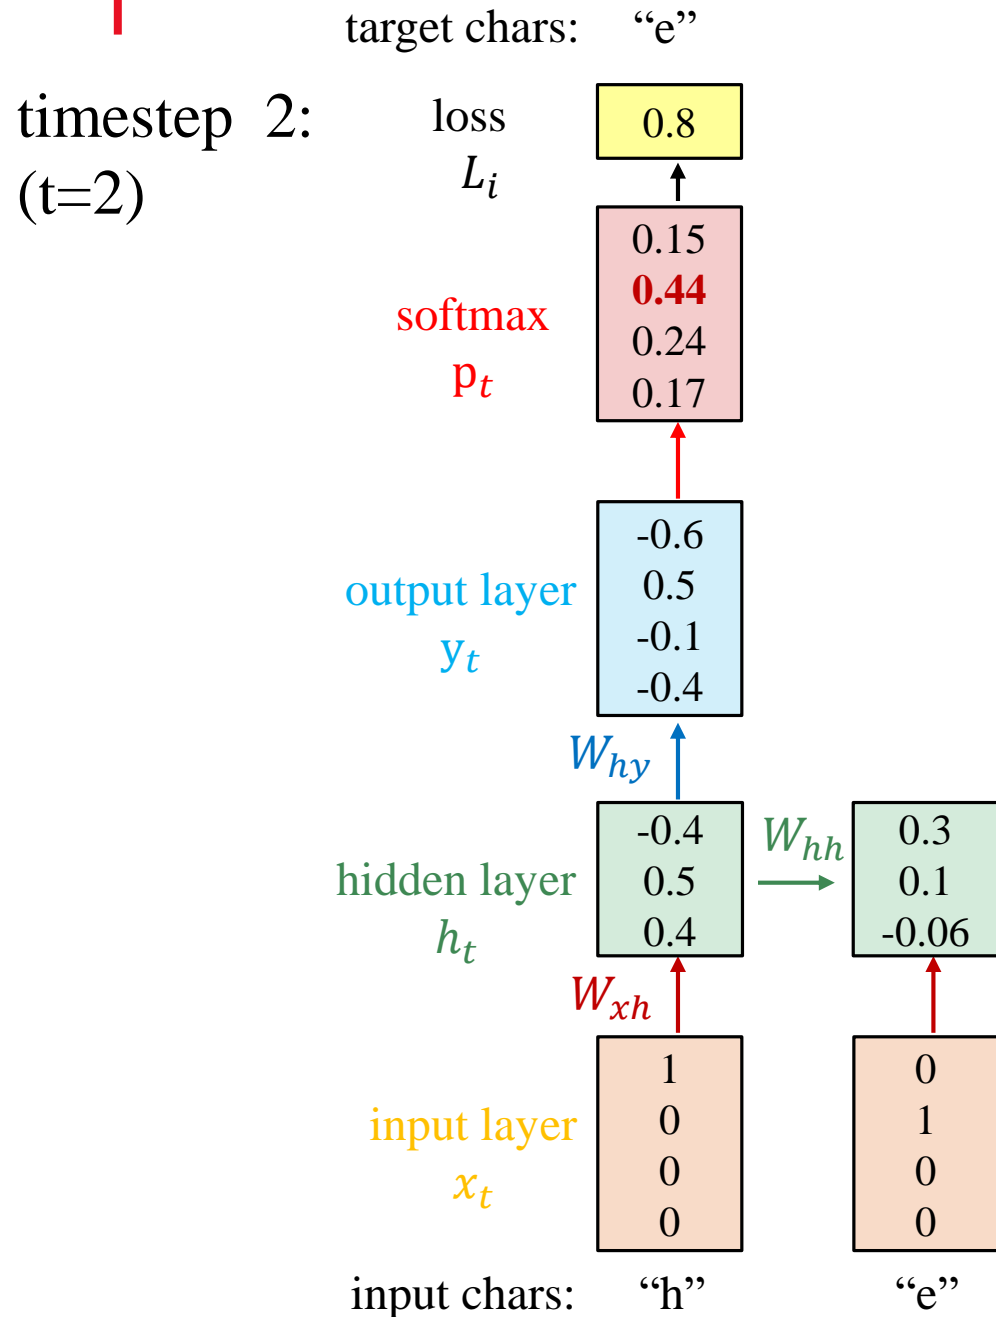 target chars: “e”
timestep 2:
(t=2)
loss
L_i
0.8
softmax
p_t
0.15
0.44
0.24
0.17
output layer
y_t
-0.6
0.5
-0.1
-0.4
W_hy
hidden layer
h_t
-0.4
0.5
0.4
W_hh
0.3
0.1
-0.06
W_xh
input layer
x_t
1
0
0
0
0
1
0
0
input chars: “h” “e”